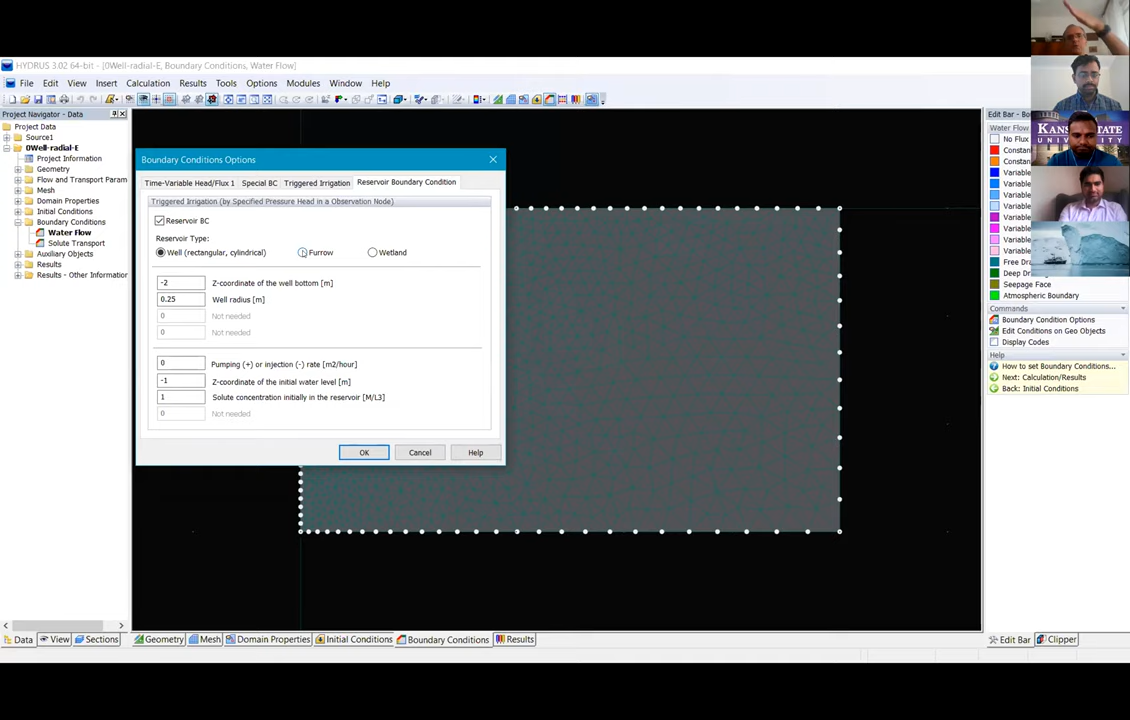 HYDRUS 3.02 64-bit - [0Well-radial-E, Boundary Conditions, Water Flow]
File Edit View Insert Calculation Results Tools Options Modules Window Help
Project Navigator - Data
Project Data
Source1
0Well-radial-E
Project Information
Geometry
Flow and Transport Param
Mesh
Domain Properties
Initial Conditions
Boundary Conditions
Water Flow
Solute Transport
Auxiliary Objects
Results
Results - Other Information
Boundary Conditions Options
Time-Variable Head/Flux 1 Special BC Triggered Irrigation Reservoir Boundary Condition
Triggered Irrigation (by Specified Pressure Head in a Observation Node)
Reservoir BC
Reservoir Type:
Well (rectangular, cylindrical) Furrow Wetland
-2 Z-coordinate of the well bottom [m]
0.25 Well radius [m]
0 Not needed
0 Not needed
0 Pumping (+) or injection (-) rate [m2/hour]
-1 Z-coordinate of the initial water level [m]
1 Solute concentration initially in the reservoir [M/L3]
0 Not needed
OK Cancel Help
KANS STATE
UNIVERSITY
Edit Bar - Bo
Water Flow
No Flux
Constan
Constan
Variable
Variable
Variable
Variable
Variable
Variable
Free Dra
Deep Dr
Seepage Face
Atmospheric Boundary
Commands
Boundary Condition Options
Edit Conditions on Geo Objects
Display Codes
Help
How to set Boundary Conditions...
Next: Calculation/Results
Back: Initial Conditions
Data View Sections
Geometry Mesh Domain Properties Initial Conditions Boundary Conditions Results
Edit Bar Clipper